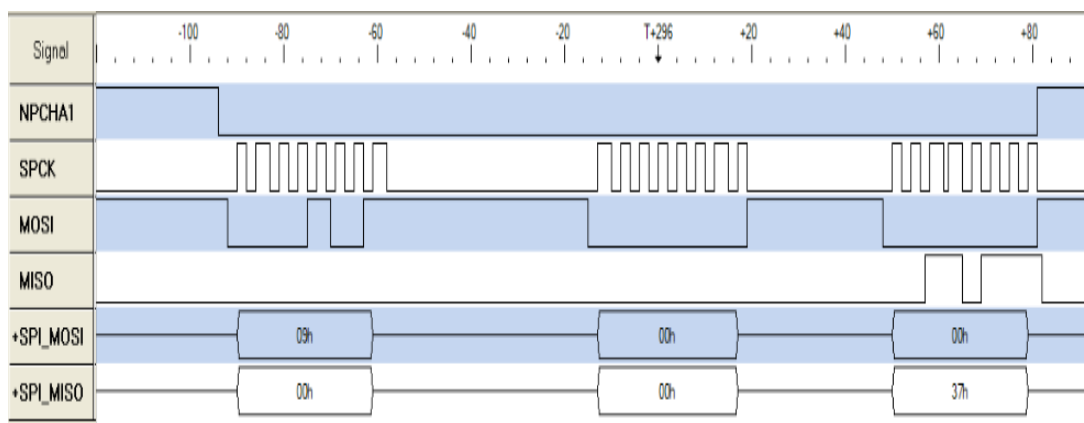 Signal -100 -80 -60 -40 -20 T+296 +20 +40 +60 +80
NPCHA1
SPCK
MOSI
MISO
+SPI_MOSI 09h 00h 00h
+SPI_MISO 00h 00h 37h